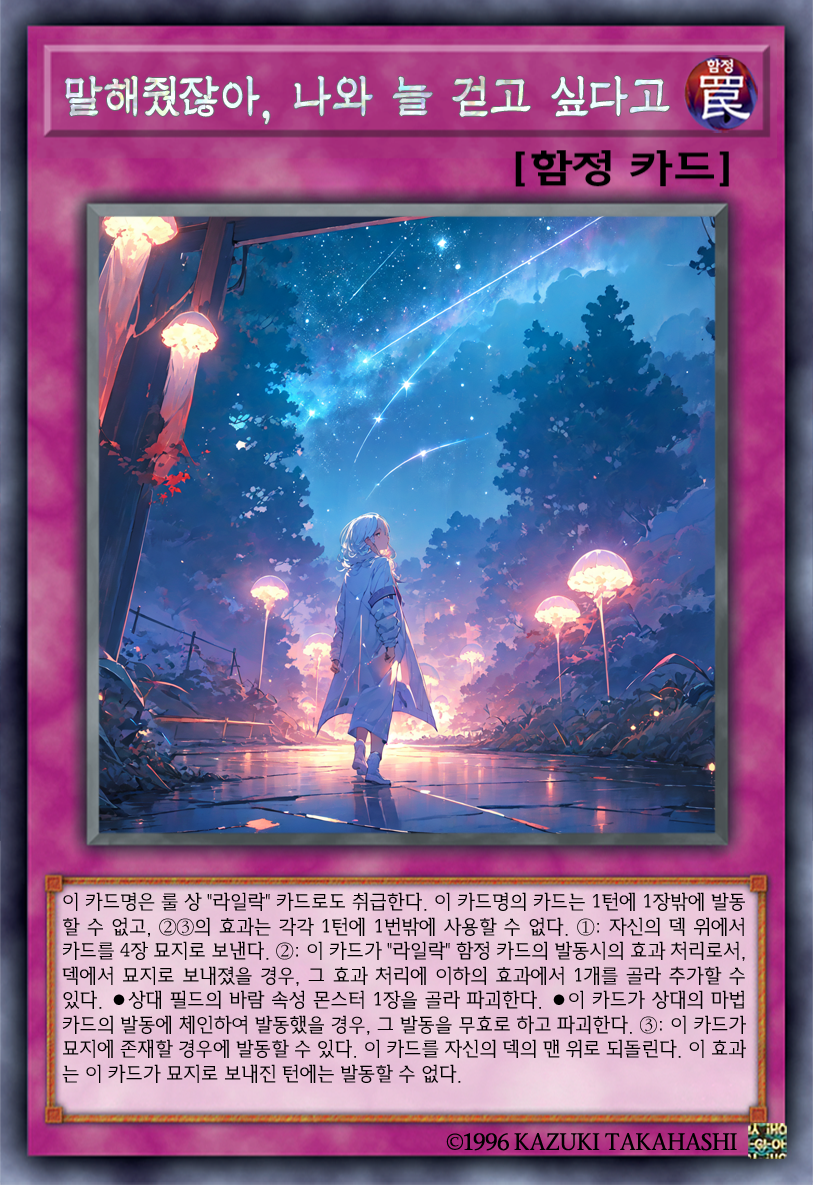 말해줬잖아, 나와 늘 걷고 싶다고
함정
罠
[함정 카드]
이 카드명은 룰 상 "라일락" 카드로도 취급한다. 이 카드명의 카드는 1턴에 1장밖에 발동
할 수 없고, ②③의 효과는 각각 1턴에 1번밖에 사용할 수 없다. ①: 자신의 덱 위에서
카드를 4장 묘지로 보낸다. ②: 이 카드가 "라일락" 함정 카드의 발동시의 효과 처리로서,
덱에서 묘지로 보내졌을 경우, 그 효과 처리에 이하의 효과에서 1개를 골라 추가할 수
있다. ●상대 필드의 바람 속성 몬스터 1장을 골라 파괴한다. ●이 카드가 상대의 마법
카드의 발동에 체인하여 발동했을 경우, 그 발동을 무효로 하고 파괴한다. ③: 이 카드가
묘지에 존재할 경우에 발동할 수 있다. 이 카드를 자신의 덱의 맨 위로 되돌린다. 이 효과
는 이 카드가 묘지로 보내진 턴에는 발동할 수 없다.
©1996 KAZUKI TAKAHASHI